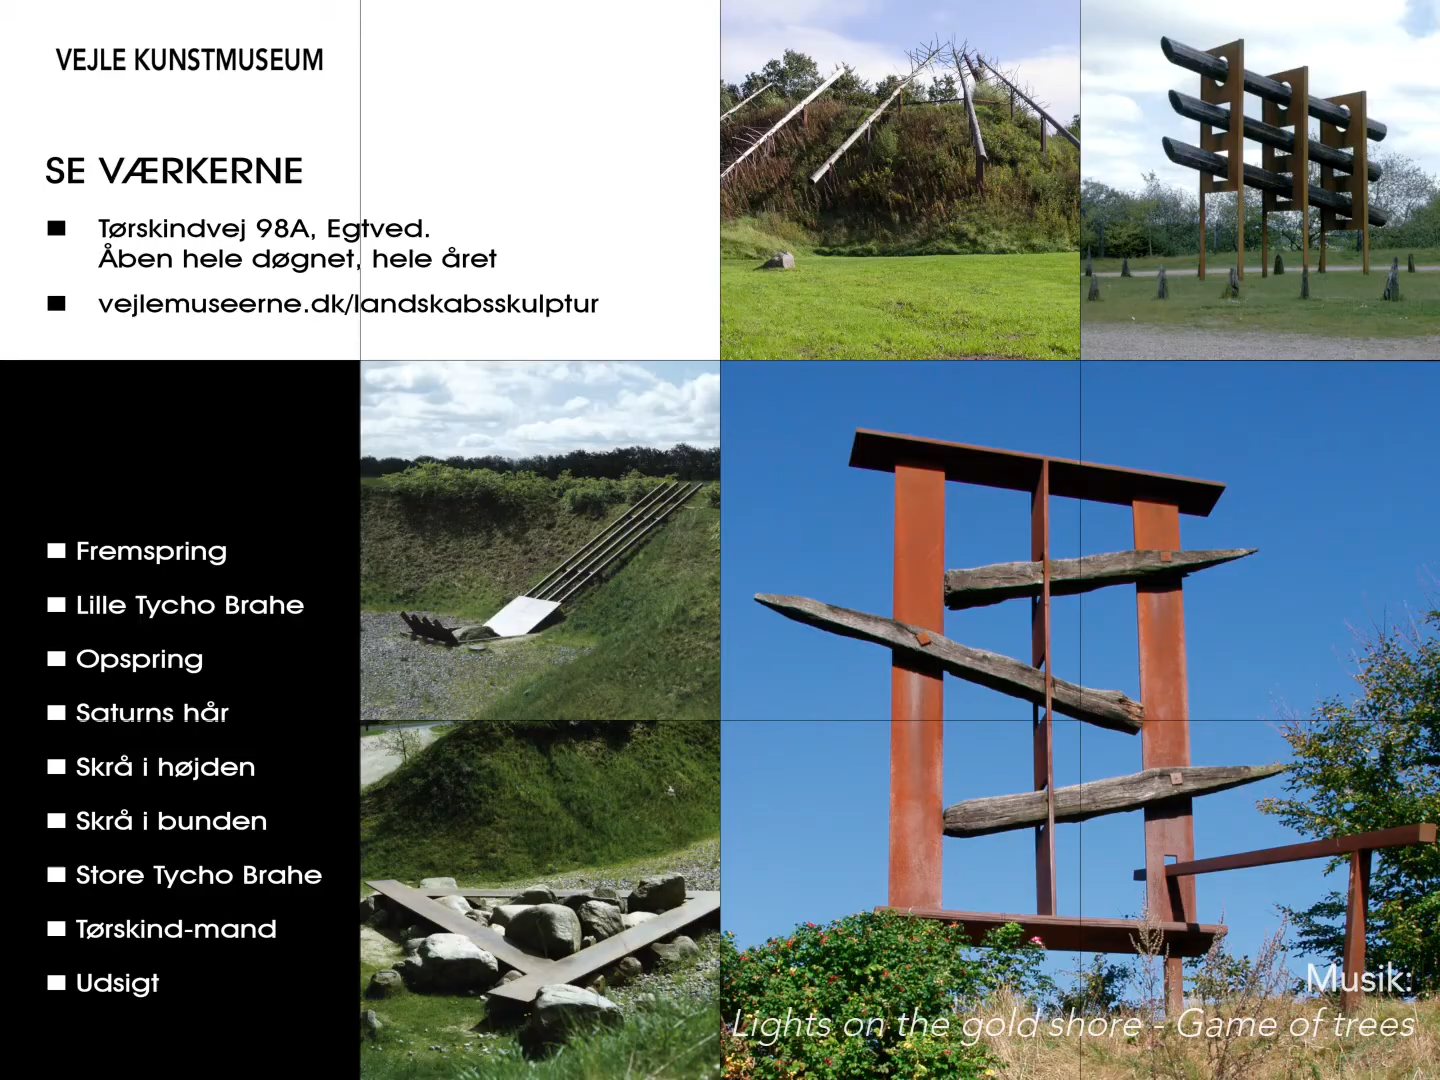 VEJLE KUNSTMUSEUM
SE VÆRKERNE
Tørskindvej 98A, Egtved.
Åben hele døgnet, hele året
vejlemuseerne.dk/landskabsskulptur
Fremspring
Lille Tycho Brahe
Opspring
Saturns hår
Skrå i højden
Skrå i bunden
Store Tycho Brahe
Tørskind-mand
Udsigt
Musik:
Lights on the gold shore - Game of trees